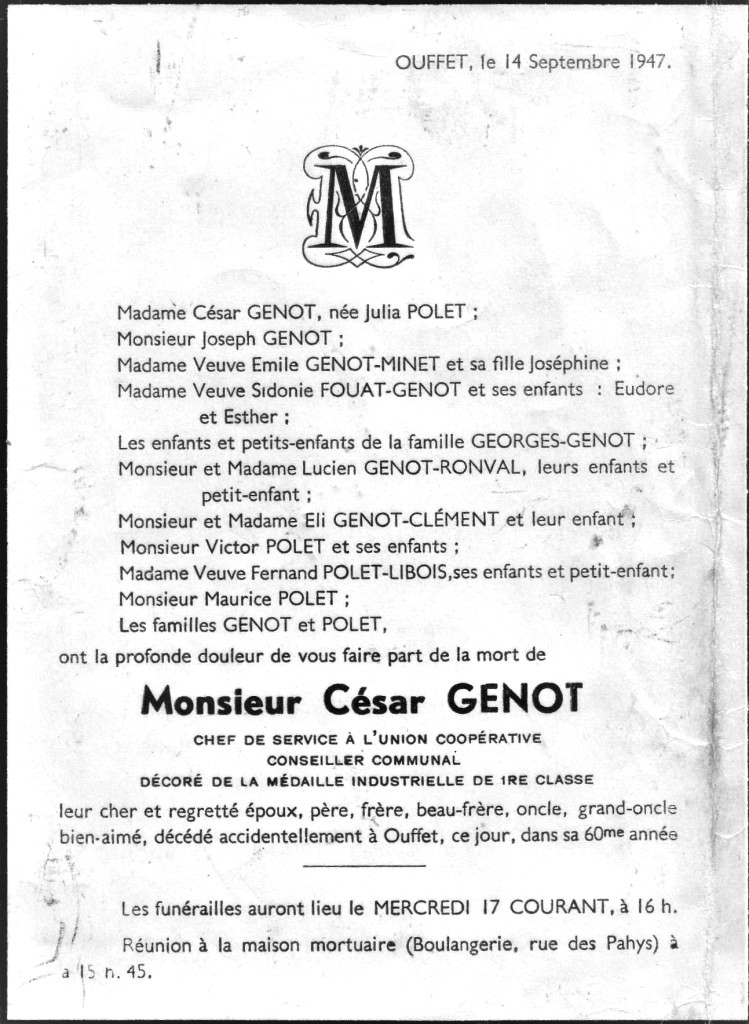 OUFFET, le 14 Septembre 1947.
M
Madame César GENOT, née Julia POLET ;
Monsieur Joseph GENOT ;
Madame Veuve Emile GENOT-MINET et sa fille Joséphine ;
Madame Veuve Sidonie FOUAT-GENOT et ses enfants : Eudore
et Esther ;
Les enfants et petits-enfants de la famille GEORGES-GENOT ;
Monsieur et Madame Lucien GENOT-RONVAL, leurs enfants et
petit-enfant ;
Monsieur et Madame Eli GENOT-CLÉMENT et leur enfant ;
Monsieur Victor POLET et ses enfants ;
Madame Veuve Fernand POLET-LIBOIS,ses enfants et petit-enfant;
Monsieur Maurice POLET ;
Les familles GENOT et POLET,
ont la profonde douleur de vous faire part de la mort de
Monsieur César GENOT
CHEF DE SERVICE À L'UNION COOPÉRATIVE
CONSEILLER COMMUNAL
DÉCORÉ DE LA MÉDAILLE INDUSTRIELLE DE 1RE CLASSE
leur cher et regretté époux, père, frère, beau-frère, oncle, grand-oncle
bien-aimé, décédé accidentellement à Ouffet, ce jour, dans sa 60me année
Les funérailles auront lieu le MERCREDI 17 COURANT, à 16 h.
Réunion à la maison mortuaire (Boulangerie, rue des Pahys) à
a 15 h. 45.